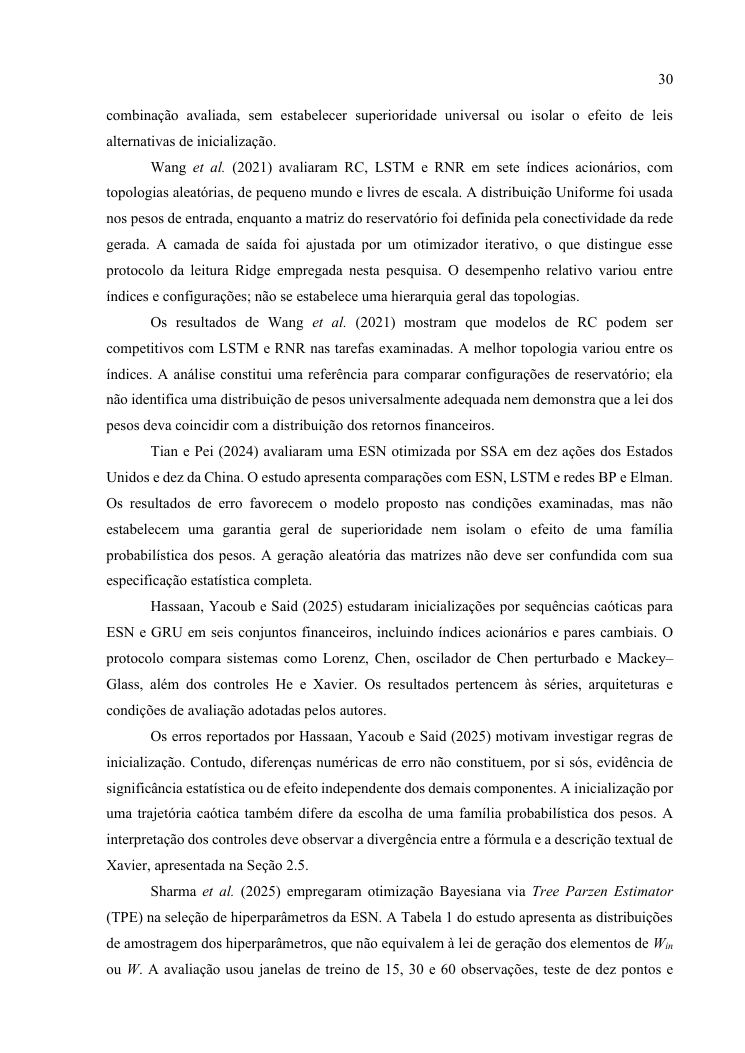 30
combinação avaliada, sem estabelecer superioridade universal ou isolar o efeito de leis
alternativas de inicialização.
Wang et al. (2021) avaliaram RC, LSTM e RNR em sete índices acionários, com
topologias aleatórias, de pequeno mundo e livres de escala. A distribuição Uniforme foi usada
nos pesos de entrada, enquanto a matriz do reservatório foi definida pela conectividade da rede
gerada. A camada de saída foi ajustada por um otimizador iterativo, o que distingue esse
protocolo da leitura Ridge empregada nesta pesquisa. O desempenho relativo variou entre
índices e configurações; não se estabelece uma hierarquia geral das topologias.
Os resultados de Wang et al. (2021) mostram que modelos de RC podem ser
competitivos com LSTM e RNR nas tarefas examinadas. A melhor topologia variou entre os
índices. A análise constitui uma referência para comparar configurações de reservatório; ela
não identifica uma distribuição de pesos universalmente adequada nem demonstra que a lei dos
pesos deva coincidir com a distribuição dos retornos financeiros.
Tian e Pei (2024) avaliaram uma ESN otimizada por SSA em dez ações dos Estados
Unidos e dez da China. O estudo apresenta comparações com ESN, LSTM e redes BP e Elman.
Os resultados de erro favorecem o modelo proposto nas condições examinadas, mas não
estabelecem uma garantia geral de superioridade nem isolam o efeito de uma família
probabilística dos pesos. A geração aleatória das matrizes não deve ser confundida com sua
especificação estatística completa.
Hassaan, Yacoub e Said (2025) estudaram inicializações por sequências caóticas para
ESN e GRU em seis conjuntos financeiros, incluindo índices acionários e pares cambiais. O
protocolo compara sistemas como Lorenz, Chen, oscilador de Chen perturbado e Mackey–
Glass, além dos controles He e Xavier. Os resultados pertencem às séries, arquiteturas e
condições de avaliação adotadas pelos autores.
Os erros reportados por Hassaan, Yacoub e Said (2025) motivam investigar regras de
inicialização. Contudo, diferenças numéricas de erro não constituem, por si sós, evidência de
significância estatística ou de efeito independente dos demais componentes. A inicialização por
uma trajetória caótica também difere da escolha de uma família probabilística dos pesos. A
interpretação dos controles deve observar a divergência entre a fórmula e a descrição textual de
Xavier, apresentada na Seção 2.5.
Sharma et al. (2025) empregaram otimização Bayesiana via Tree Parzen Estimator
(TPE) na seleção de hiperparâmetros da ESN. A Tabela 1 do estudo apresenta as distribuições
de amostragem dos hiperparâmetros, que não equivalem à lei de geração dos elementos de Win
ou W. A avaliação usou janelas de treino de 15, 30 e 60 observações, teste de dez pontos e